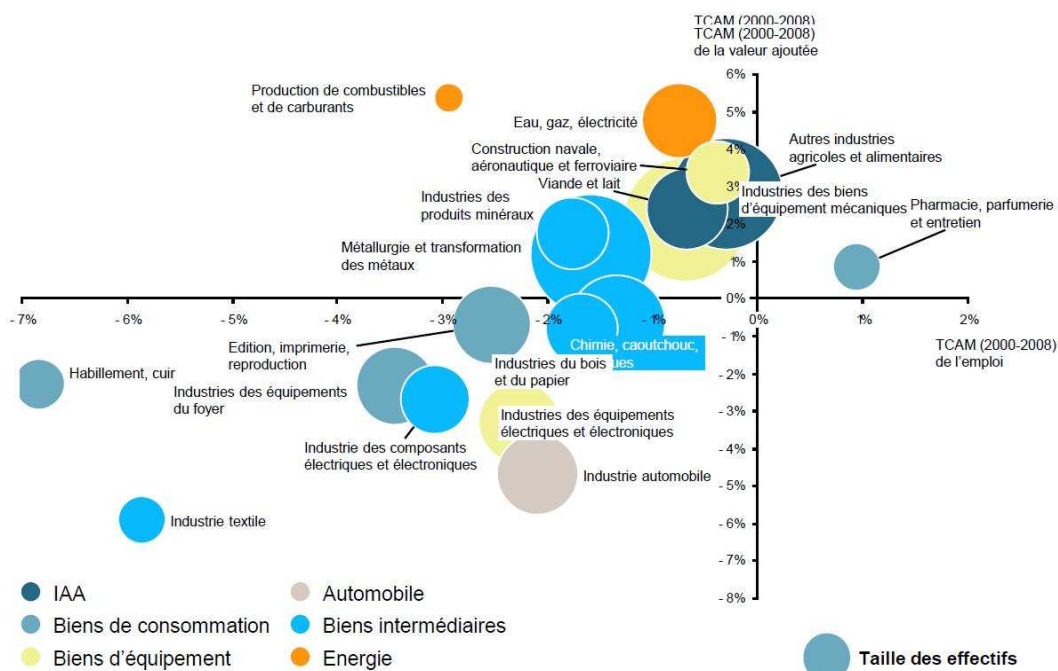 TCAM (2000-2008)
TCAM (2000-2008)
de la valeur ajoutée
6%
5%
4%
3%
2%
1%
0%
- 1%
- 2%
- 3%
- 4%
- 5%
- 6%
- 7%
- 8%
Production de combustibles
et de carburants
Eau, gaz, électricité
Construction navale,
aéronautique et ferroviaire
Viande et lait
Autres industries
agricoles et alimentaires
Industries des
produits minéraux
Industries des biens
d'équipement mécaniques
Pharmacie, parfumerie
et entretien
Métallurgie et transformation
des métaux
- 7%
- 6%
- 5%
- 4%
- 3%
- 2%
- 1%
0%
1%
2%
TCAM (2000-2008)
de l'emploi
Edition, imprimerie,
reproduction
Chimie, caoutchouc,
Industries du bois
et du papier
Habillement, cuir
Industries des équipements
du foyer
Industries des équipements
électriques et électroniques
Industrie des composants
électriques et électroniques
Industrie automobile
Industrie textile
IAA
Automobile
Biens de consommation
Biens intermédiaires
Biens d'équipement
Energie
Taille des effectifs